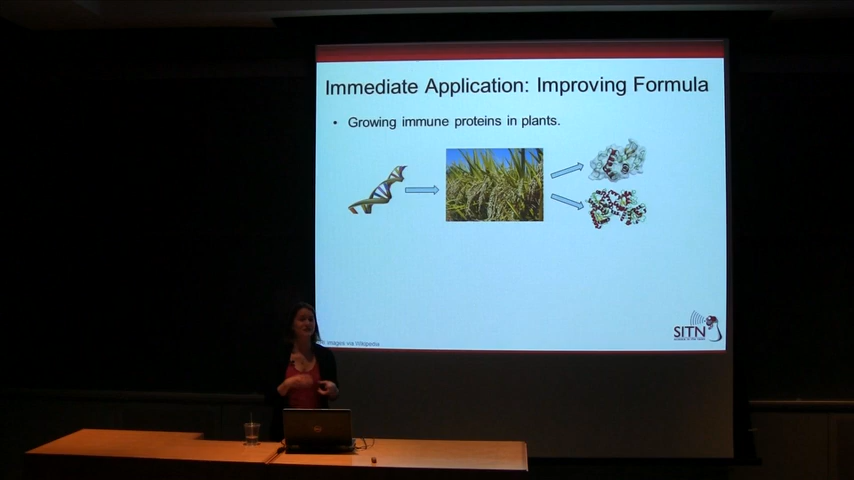 Immediate Application: Improving Formula
• Growing immune proteins in plants.
SITN
images via Wikipedia